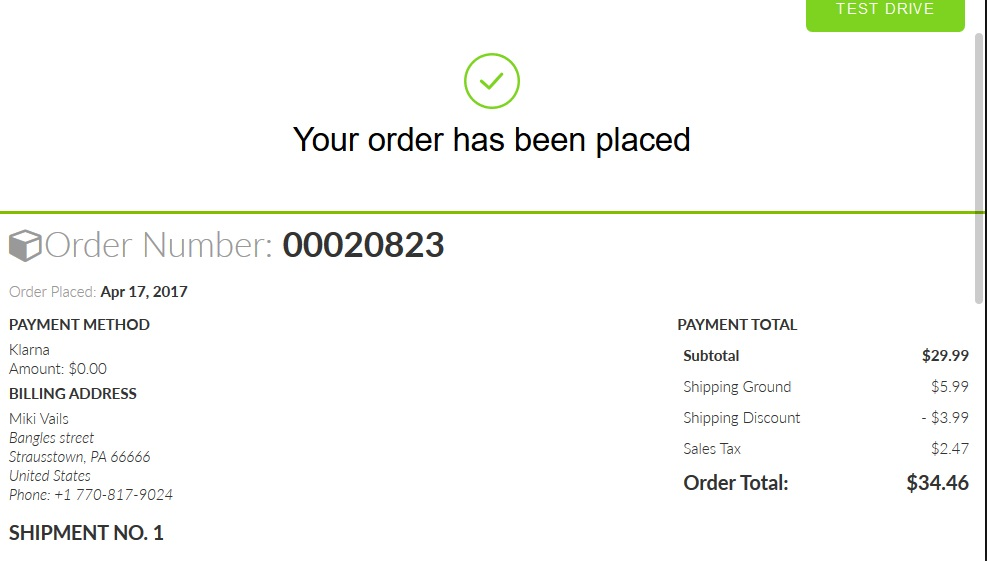 TEST DRIVE
Your order has been placed
Order Number: 00020823
Order Placed: Apr 17, 2017
PAYMENT METHOD
Klarna
Amount: $0.00
BILLING ADDRESS
Miki Vails
Bangles street
Strausstown, PA 66666
United States
Phone: +1 770-817-9024
PAYMENT TOTAL
Subtotal $29.99
Shipping Ground $5.99
Shipping Discount - $3.99
Sales Tax $2.47
Order Total: $34.46
SHIPMENT NO. 1